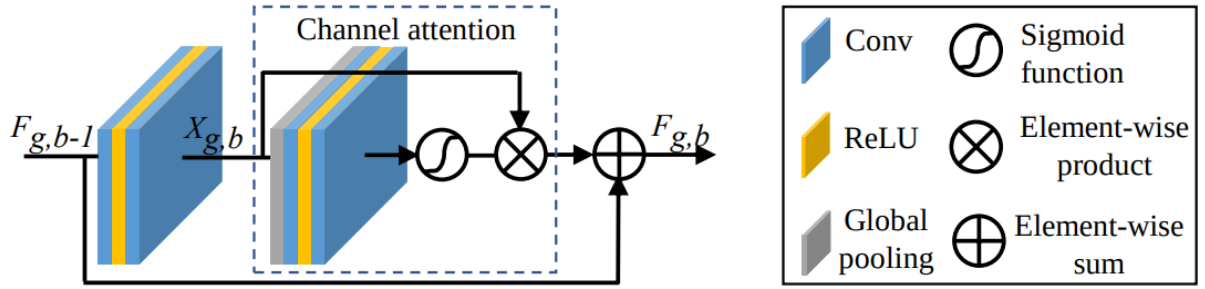 Channel attention
F_{g,b-1}
X_{g,b}
F_{g,b}
Conv
Sigmoid
function
ReLU
Element-wise
product
Global
pooling
Element-wise
sum